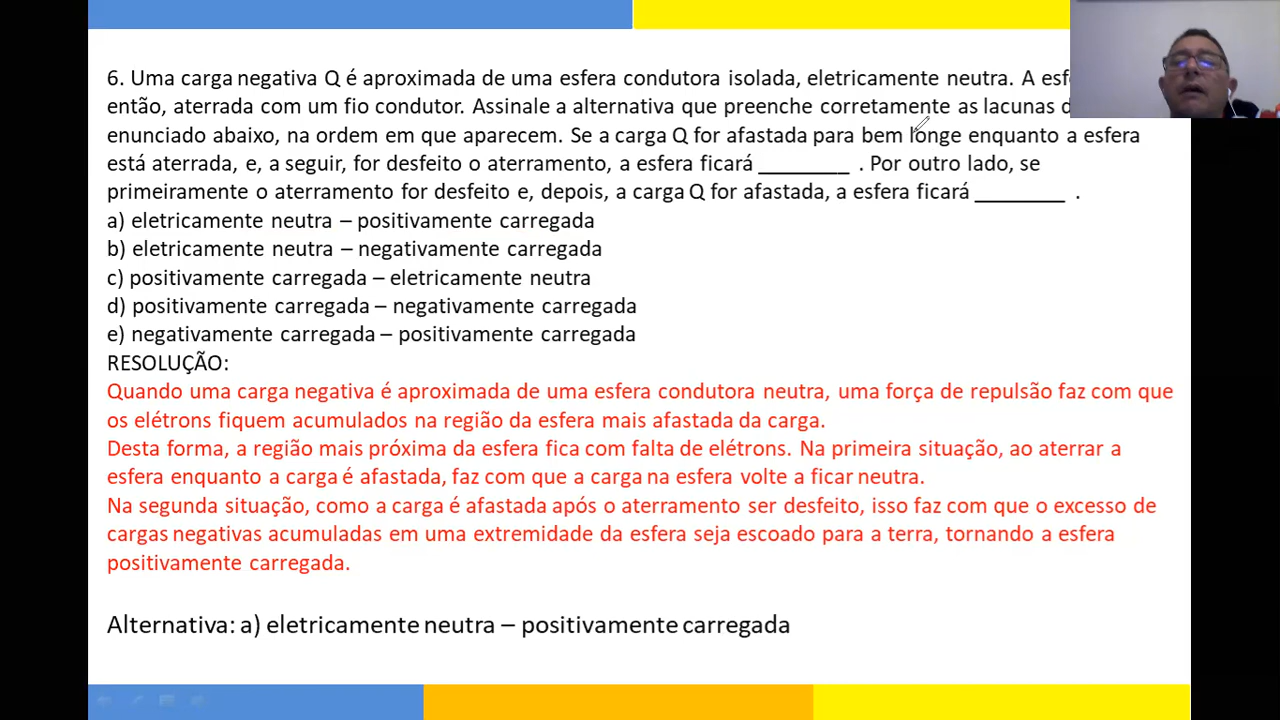 6. Uma carga negativa Q é aproximada de uma esfera condutora isolada, eletricamente neutra. A
então, aterrada com um fio condutor. Assinale a alternativa que preenche corretamente as lacunas
enunciado abaixo, na ordem em que aparecem. Se a carga Q for afastada para bem longe enquanto a esfera
está aterrada, e, a seguir, for desfeito o aterramento, a esfera ficará ________ . Por outro lado, se
primeiramente o aterramento for desfeito e, depois, a carga Q for afastada, a esfera ficará ________ .
a) eletricamente neutra – positivamente carregada
b) eletricamente neutra – negativamente carregada
c) positivamente carregada – eletricamente neutra
d) positivamente carregada – negativamente carregada
e) negativamente carregada – positivamente carregada
RESOLUÇÃO:
Quando uma carga negativa é aproximada de uma esfera condutora neutra, uma força de repulsão faz com que
os elétrons fiquem acumulados na região da esfera mais afastada da carga.
Desta forma, a região mais próxima da esfera fica com falta de elétrons. Na primeira situação, ao aterrar a
esfera enquanto a carga é afastada, faz com que a carga na esfera volte a ficar neutra.
Na segunda situação, como a carga é afastada após o aterramento ser desfeito, isso faz com que o excesso de
cargas negativas acumuladas em uma extremidade da esfera seja escoado para a terra, tornando a esfera
positivamente carregada.
Alternativa: a) eletricamente neutra – positivamente carregada